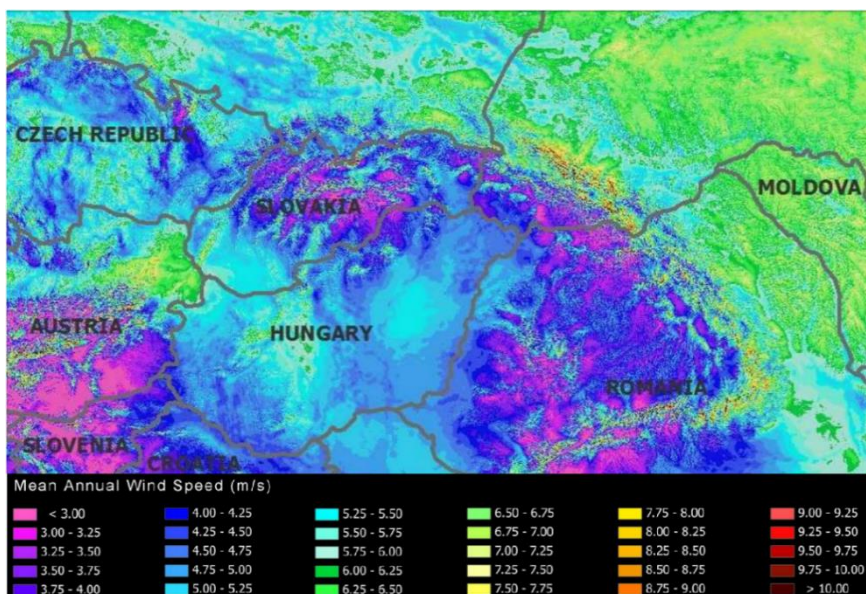 CZECH REPUBLIC
SLOVAKIA
MOLDOVA
AUSTRIA
HUNGARY
ROMANIA
SLOVENIA
CROATIA
Mean Annual Wind Speed (m/s)
< 3.00 4.00 - 4.25 5.25 - 5.50 6.50 - 6.75 7.75 - 8.00 9.00 - 9.25
3.00 - 3.25 4.25 - 4.50 5.50 - 5.75 6.75 - 7.00 8.00 - 8.25 9.25 - 9.50
3.25 - 3.50 4.50 - 4.75 5.75 - 6.00 7.00 - 7.25 8.25 - 8.50 9.50 - 9.75
3.50 - 3.75 4.75 - 5.00 6.00 - 6.25 7.25 - 7.50 8.50 - 8.75 9.75 - 10.00
3.75 - 4.00 5.00 - 5.25 6.25 - 6.50 7.50 - 7.75 8.75 - 9.00 > 10.00